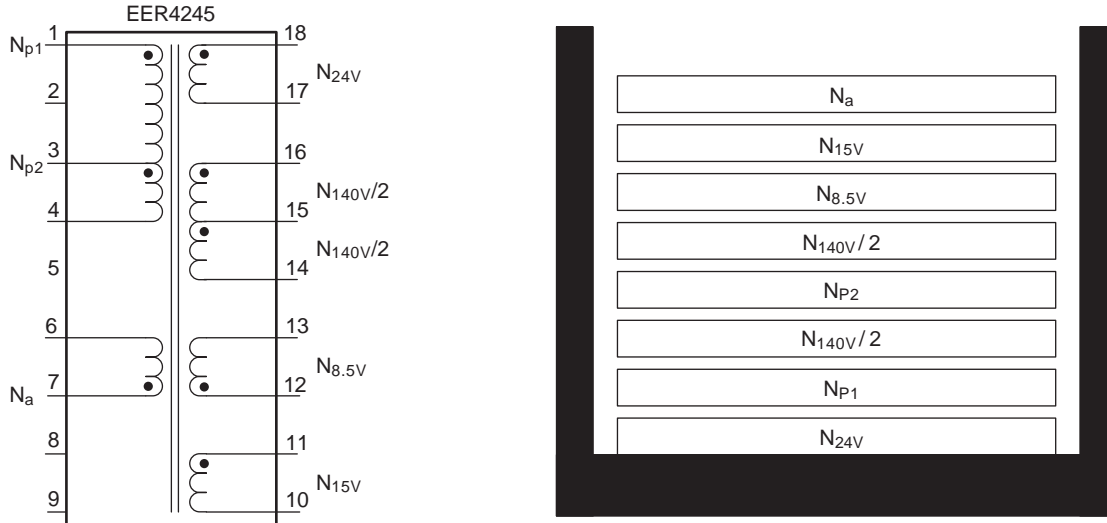 EER4245
Np1
1
2
Np2
3
4
5
6
7
Na
8
9
18
N24V
17
16
N140V/2
15
N140V/2
14
13
N8.5V
12
11
N15V
10
Na
N15V
N8.5V
N140V/2
NP2
N140V/2
NP1
N24V